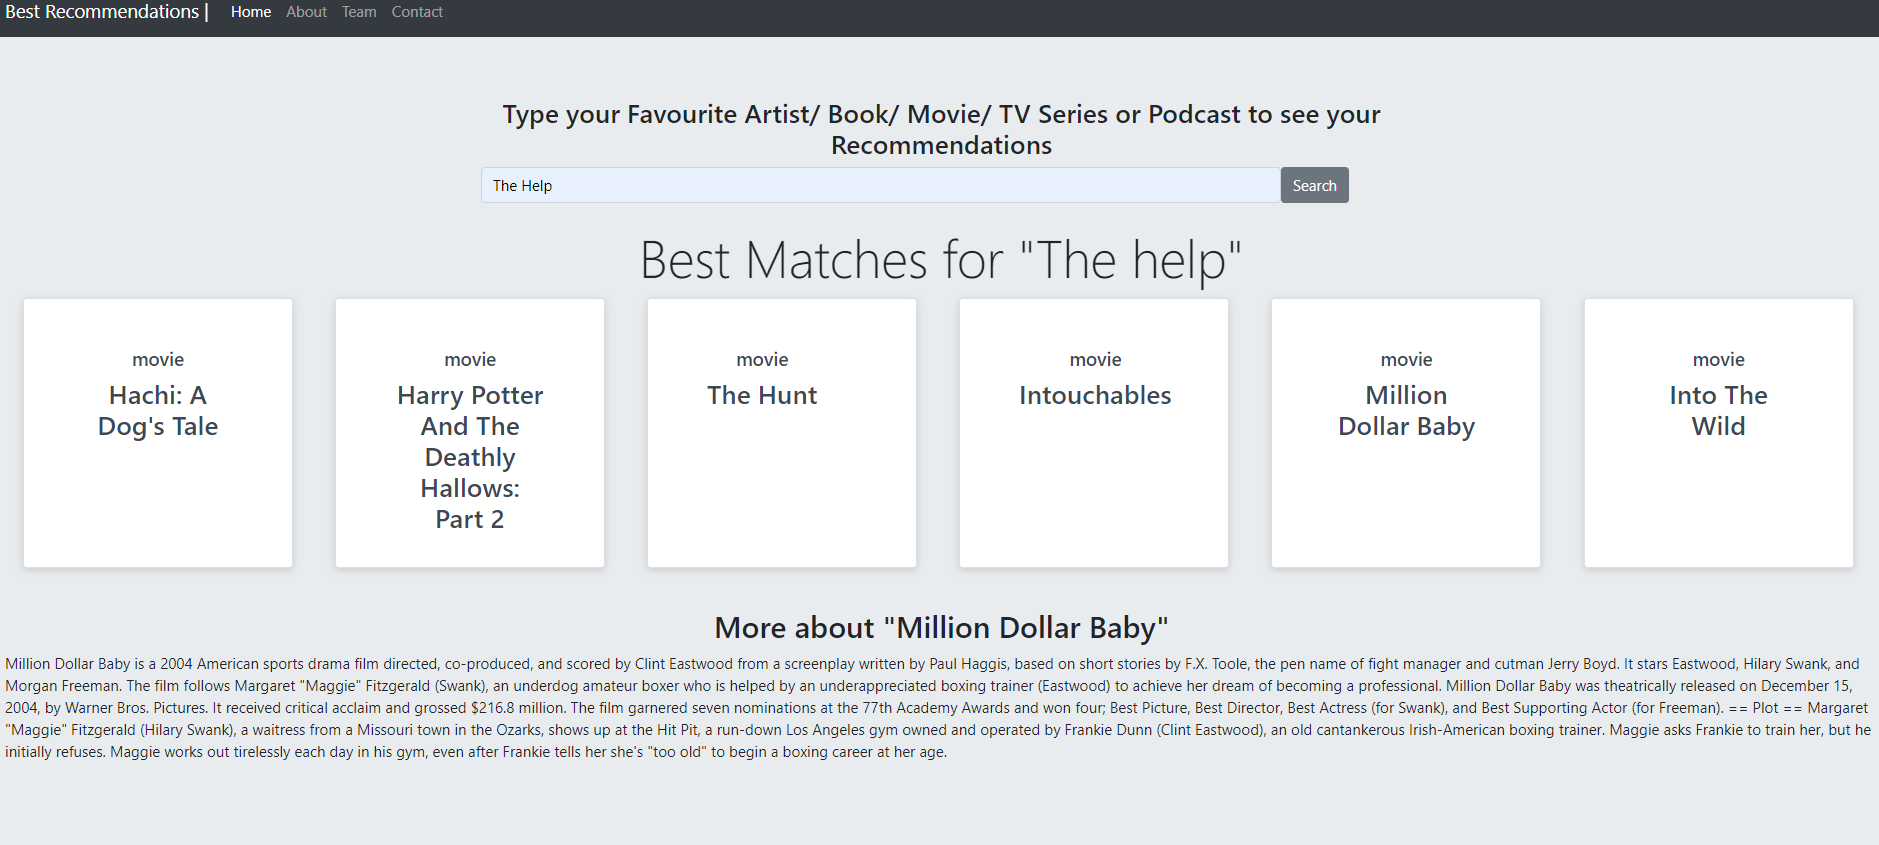 Best Recommendations | Home About Team Contact
Type your Favourite Artist/ Book/ Movie/ TV Series or Podcast to see your
Recommendations
The Help Search
Best Matches for "The help"
movie
Hachi: A
Dog's Tale
movie
Harry Potter
And The
Deathly
Hallows:
Part 2
movie
The Hunt
movie
Intouchables
movie
Million
Dollar Baby
movie
Into The
Wild
More about "Million Dollar Baby"
Million Dollar Baby is a 2004 American sports drama film directed, co-produced, and scored by Clint Eastwood from a screenplay written by Paul Haggis, based on short stories by F.X. Toole, the pen name of fight manager and cutman Jerry Boyd. It stars Eastwood, Hilary Swank, and
Morgan Freeman. The film follows Margaret "Maggie" Fitzgerald (Swank), an underdog amateur boxer who is helped by an underappreciated boxing trainer (Eastwood) to achieve her dream of becoming a professional. Million Dollar Baby was theatrically released on December 15,
2004, by Warner Bros. Pictures. It received critical acclaim and grossed $216.8 million. The film garnered seven nominations at the 77th Academy Awards and won four; Best Picture, Best Director, Best Actress (for Swank), and Best Supporting Actor (for Freeman). == Plot == Margaret
"Maggie" Fitzgerald (Hilary Swank), a waitress from a Missouri town in the Ozarks, shows up at the Hit Pit, a run-down Los Angeles gym owned and operated by Frankie Dunn (Clint Eastwood), an old cantankerous Irish-American boxing trainer. Maggie asks Frankie to train her, but he
initially refuses. Maggie works out tirelessly each day in his gym, even after Frankie tells her she's "too old" to begin a boxing career at her age.